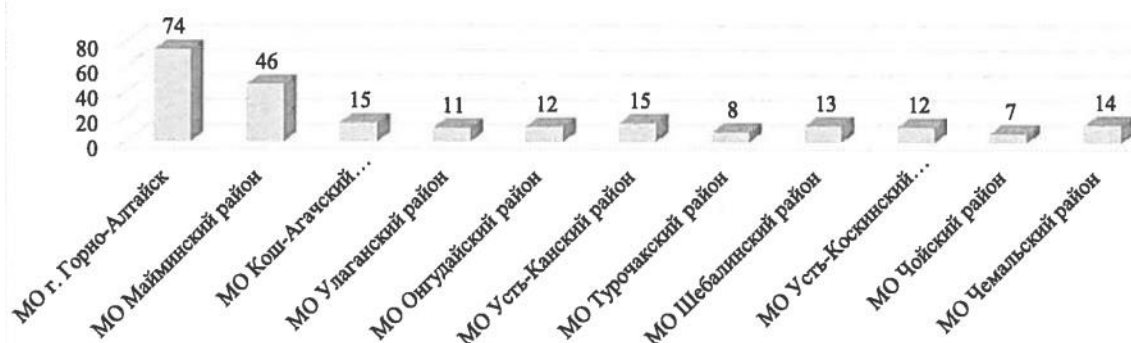 74
80
46
60
40
15
11
12
15
8
13
12
7
14
20
0
МО г. Горно-Алтайск
МО Майминский район
МО Кош-Агачский...
МО Улаганский район
МО Онгудайский район
МО Усть-Канский район
МО Турочакский район
МО Шебалинский район
МО Усть-Коскинский...
МО Чойский район
МО Чемальский район